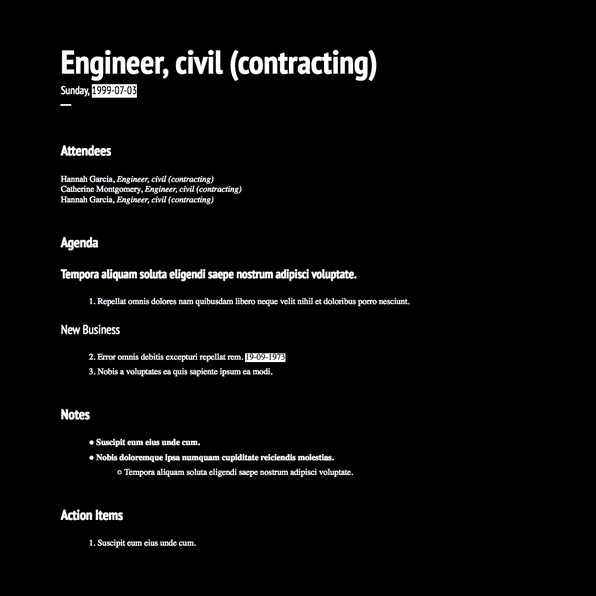 Engineer, civil (contracting)
Sunday, 1999-07-03
Attendees
Hannah Garcia, Engineer, civil (contracting)
Catherine Montgomery, Engineer, civil (contracting)
Hannah Garcia, Engineer, civil (contracting)
Agenda
Tempora aliquam soluta eligendi saepe nostrum adipisci voluptate.
1. Repellat omnis dolores nam quibusdam libero neque velit nihil et doloribus porro nesciunt.
New Business
2. Error omnis debitis excepturi repellat rem. 19-09-1973
3. Nobis a voluptates ea quis sapiente ipsum ea modi.
Notes
● Suscipit eum eius unde cum.
● Nobis doloremque ipsa numquam cupiditate reiciendis molestias.
○ Tempora aliquam soluta eligendi saepe nostrum adipisci voluptate.
Action Items
1. Suscipit eum eius unde cum.